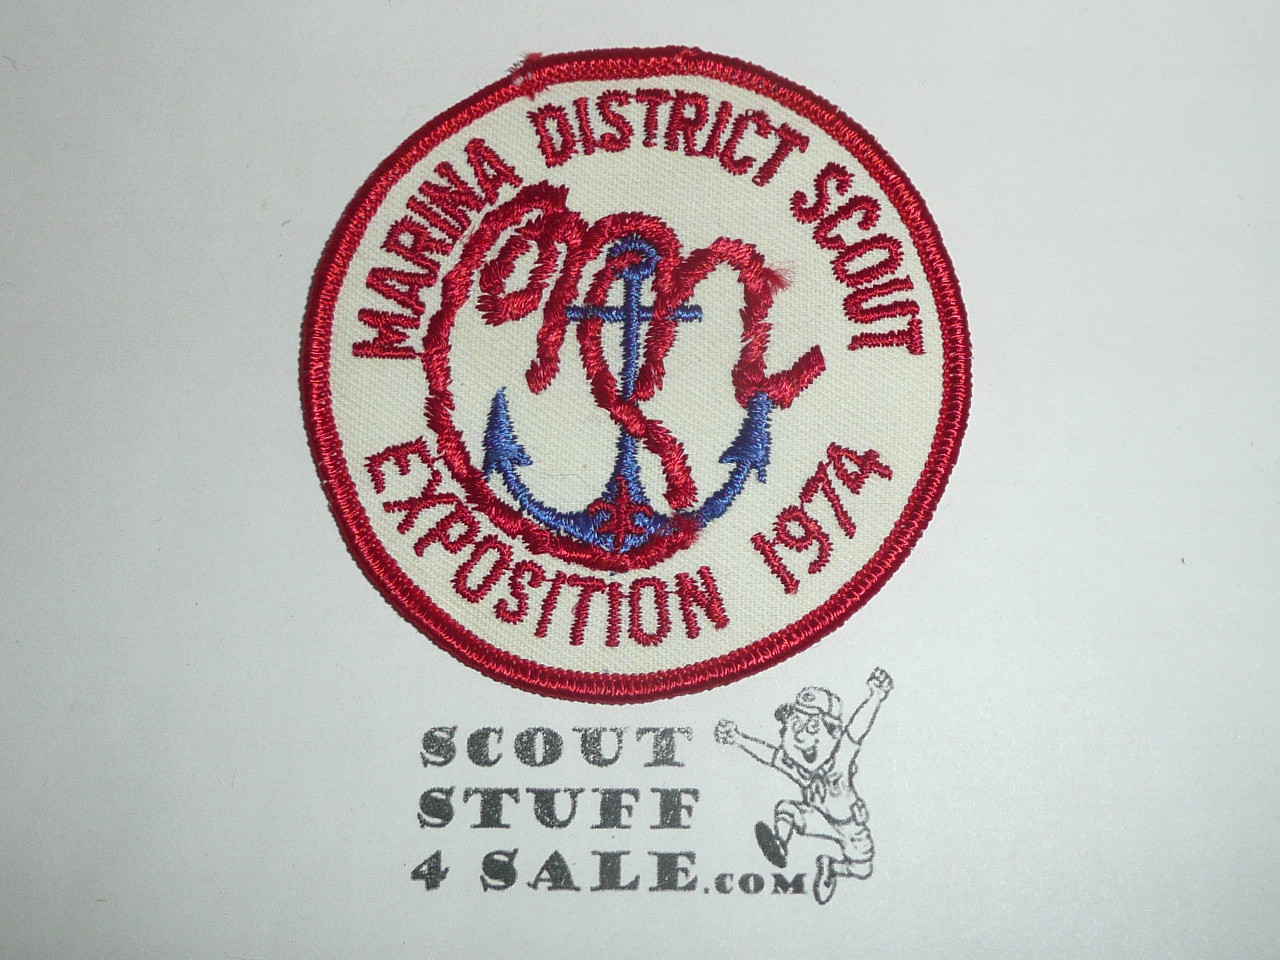 MARINA DISTRICT SCOUT
EXPOSITION 1974
SCOUT
STUFF
4 SALE.COM